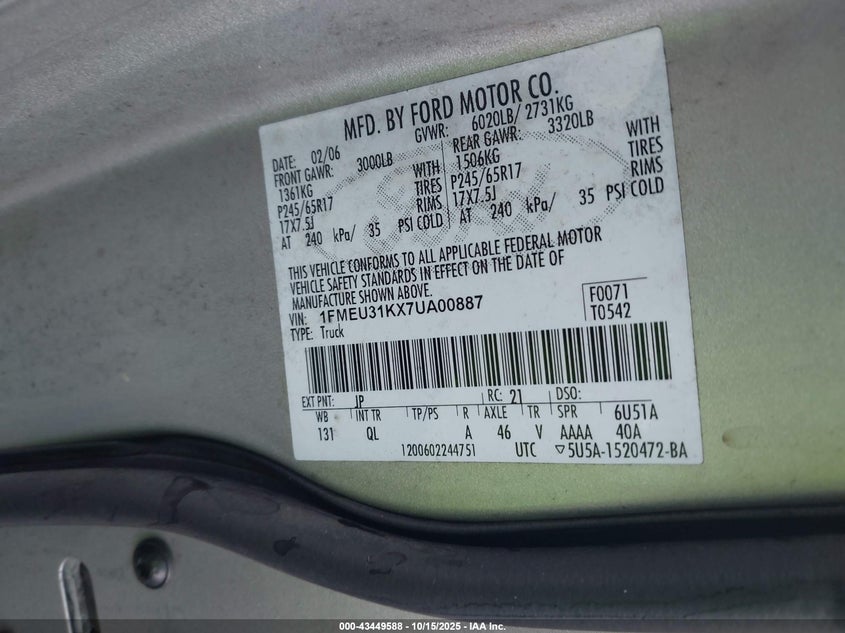 MFD. BY FORD MOTOR CO.
DATE: 02/06 GVWR: 6020LB/ 2731KG
FRONT GAWR: 3000LB REAR GAWR: 3320LB
1361KG WITH 1506KG WITH
P245/65R17 TIRES P245/65R17 TIRES
17X7.5J RIMS 17X7.5J RIMS
AT 240 kPa/ 35 PSI COLD AT 240 kPa/ 35 PSI COLD
THIS VEHICLE CONFORMS TO ALL APPLICABLE FEDERAL MOTOR
VEHICLE SAFETY STANDARDS IN EFFECT ON THE DATE OF
MANUFACTURE SHOWN ABOVE.
VIN: 1FMEU31KX7UA00887 F0071
TYPE: Truck T0542
EXT PNT: JP RC: 21 DSO:
WB INT TR TP/PS R AXLE TR SPR 6U51A
131 QL A 46 V AAAA 40A
1200602244751 UTC ▽5U5A-1520472-BA
000-43449588 - 10/15/2025 - IAA Inc.